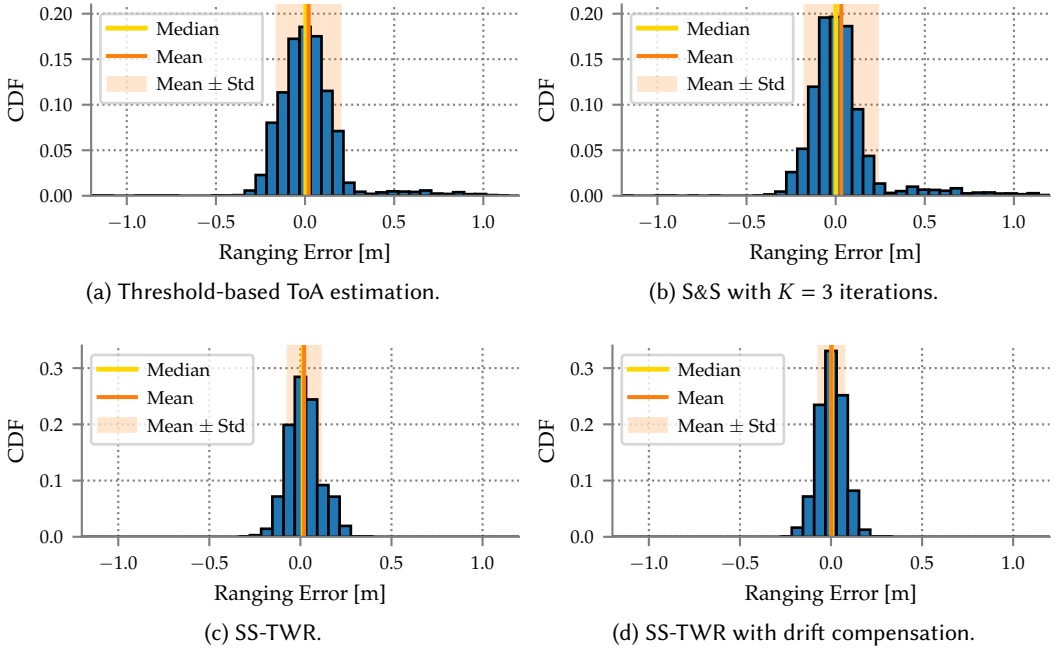 Median
Mean
Mean ± Std
0.20
0.15
0.10
0.05
0.00
CDF
−1.0
−0.5
0.0
0.5
1.0
Ranging Error [m]
(a) Threshold-based ToA estimation.
Median
Mean
Mean ± Std
0.20
0.15
0.10
0.05
0.00
CDF
−1.0
−0.5
0.0
0.5
1.0
Ranging Error [m]
(b) S&S with K = 3 iterations.
Median
Mean
Mean ± Std
0.3
0.2
0.1
0.0
CDF
−1.0
−0.5
0.0
0.5
1.0
Ranging Error [m]
(c) SS-TWR.
Median
Mean
Mean ± Std
0.3
0.2
0.1
0.0
CDF
−1.0
−0.5
0.0
0.5
1.0
Ranging Error [m]
(d) SS-TWR with drift compensation.